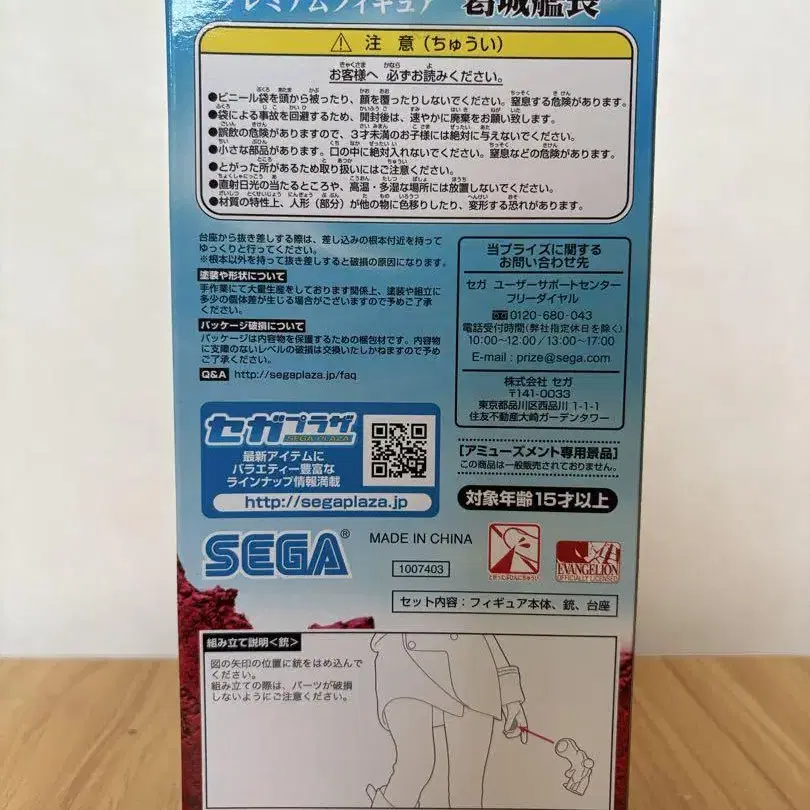 プレミアムフィギュア 葛城艦長
注 意（ちゅうい）
お客様へ 必ずお読みください。
●ビニール袋を頭から被ったり、顔を覆ったりしないでください。窒息する危険があります。
●袋による事故を回避するため、開封後は、速やかに廃棄をお願い致します。
●誤飲の危険がありますので、3才未満のお子様には絶対に与えないでください。
●小さな部品があります。口の中に絶対入れないでください。窒息などの危険があります。
●とがった所があるため取り扱いにはご注意ください。
●直射日光の当たるところや、高温・多湿な場所には放置しないでください。
●材質の特性上、人形（部分）が他の物に色移りしたり、変形する恐れがあります。
台座から抜き差しする際は、差し込みの根本付近を持って
ゆっくりと行ってください。
※根本以外を持って抜き差しすると破損の原因になります。
塗装や形状について
手作業にて大量生産をしております関係上、塗装や組立に
多少の個体差が生じる場合がございますので予めご了承
ください。
パッケージ破損について
パッケージは内容物を保護するための梱包材です。内容物
に支障のないレベルの破損は交換いたしかねますので予め
ご了承ください。
Q&A http://segaplaza.jp/faq
当プライズに関する
お問い合わせ先
セガ ユーザーサポートセンター
フリーダイヤル
0120-680-043
電話受付時間（弊社指定休日を除く）
10:00〜12:00／13:00〜17:00
E-mail : prize@sega.com
株式会社 セガ
〒141-0033
東京都品川区西品川 1-1-1
住友不動産大崎ガーデンタワー
セガプラザ
SEGA PLAZA
最新アイテムに
バラエティー豊富な
ラインナップ情報満載
http://segaplaza.jp
［アミューズメント専用景品］
この商品は一般販売されておりません。
対象年齢15才以上
SEGA®
MADE IN CHINA
1007403
とがったぶひんにちゅうい
EVANGELION
OFFICIALLY LICENSED
セット内容：フィギュア本体、銃、台座
組み立て説明＜銃＞
図の矢印の位置に銃をはめ込んで
ください。
組み立ての際は、パーツが破損
しないようにご注意ください。